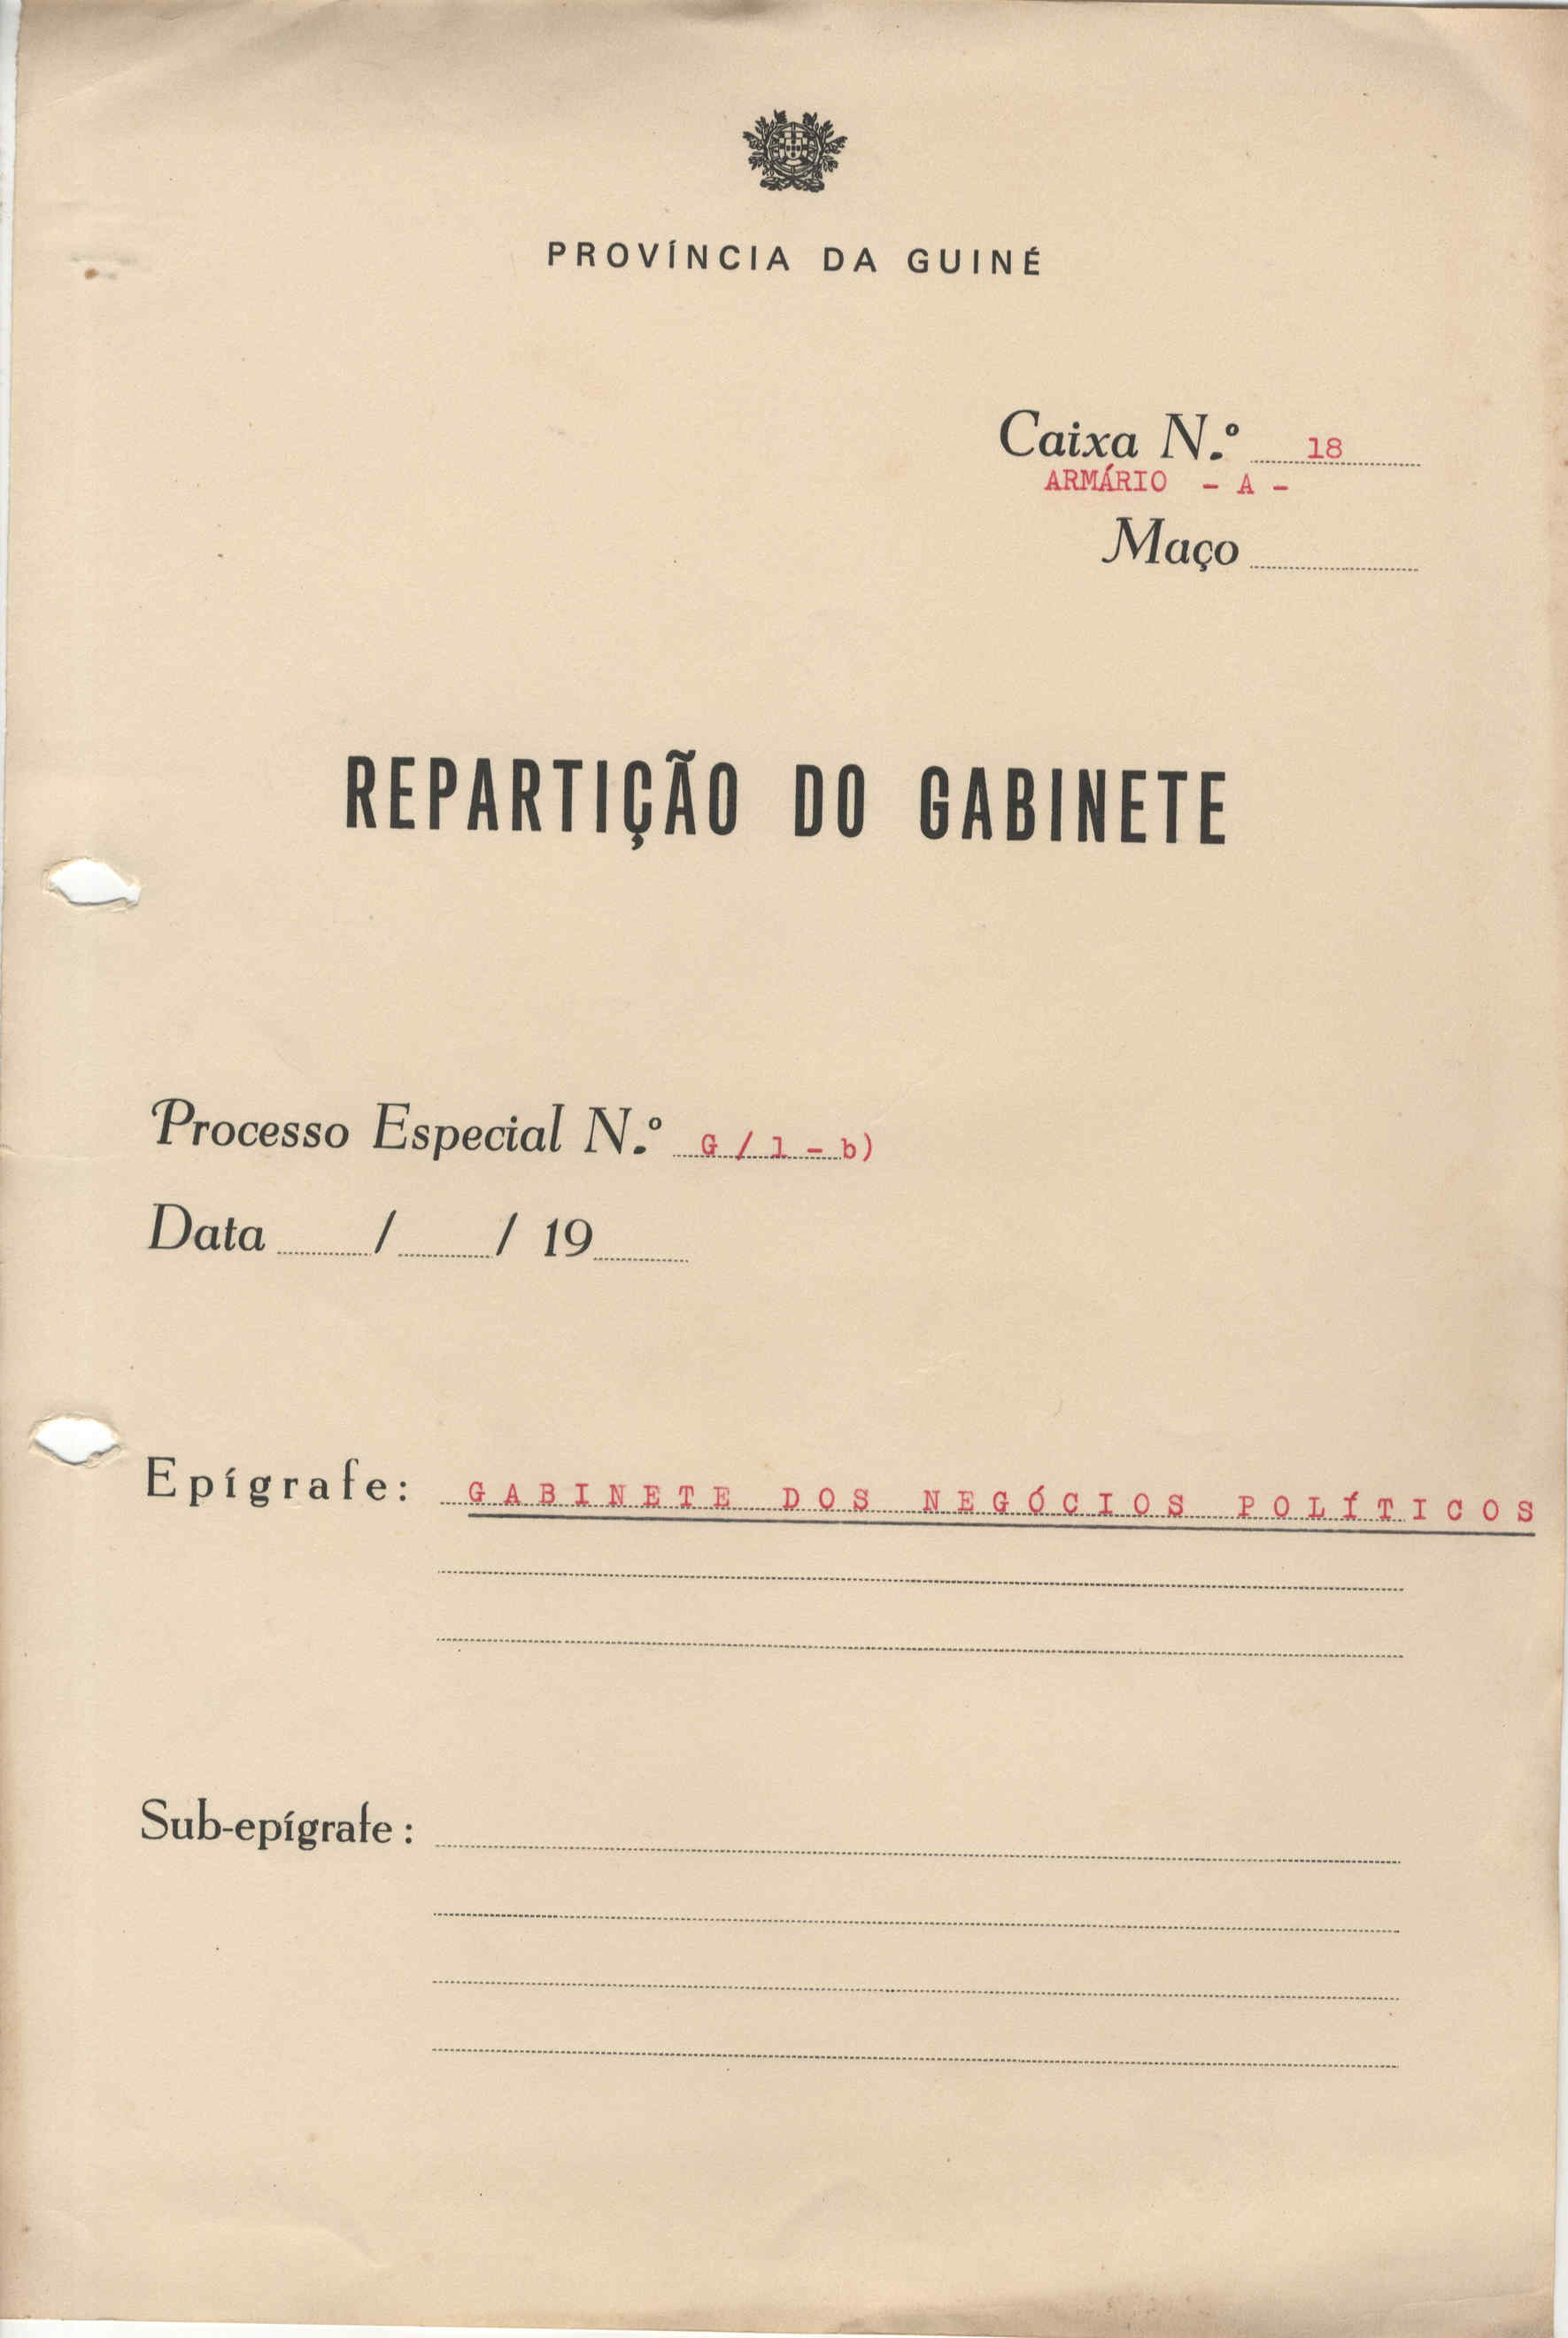 PROVÍNCIA DA GUINÉ
Caixa N.º 18
ARMÁRIO - A -
Maço
REPARTIÇÃO DO GABINETE
Processo Especial N.º G / 1 - b)
Data / / 19
Epígrafe: GABINETE DOS NEGÓCIOS POLÍTICOS
Sub-epígrafe: